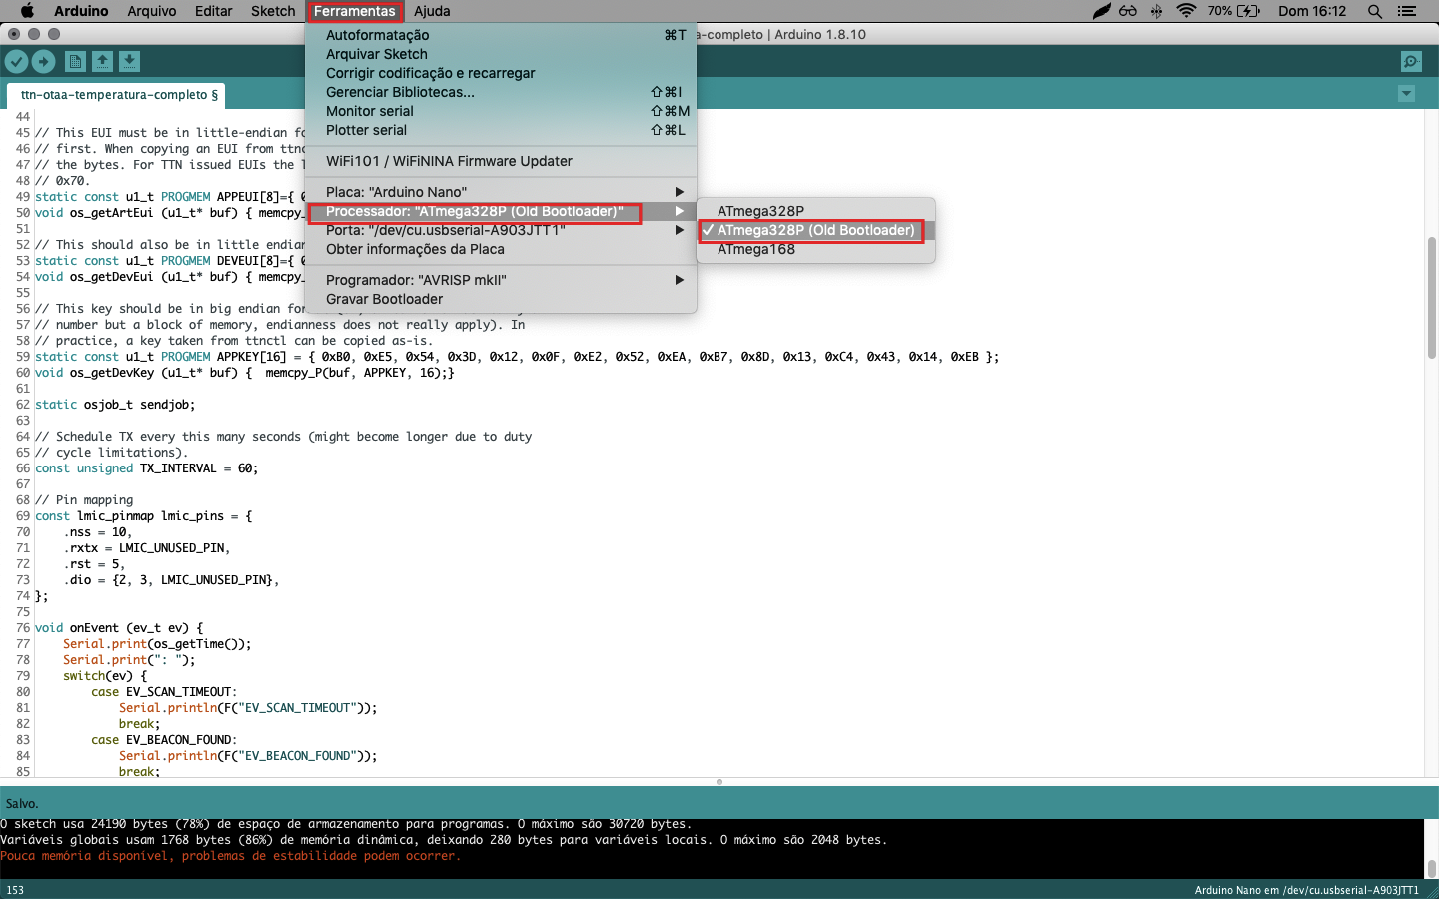 Arduino Arquivo Editar Sketch Ferramentas Ajuda 70% Dom 16:12
-completo | Arduino 1.8.10
ttn-otaa-temperatura-completo §
Autoformatação ⌘T
Arquivar Sketch
Corrigir codificação e recarregar
Gerenciar Bibliotecas... ⇧⌘I
Monitor serial ⇧⌘M
Plotter serial ⇧⌘L
WiFi101 / WiFiNINA Firmware Updater
Placa: "Arduino Nano"
Processador: "ATmega328P (Old Bootloader)"
Porta: "/dev/cu.usbserial-A903JTT1"
Obter informações da Placa
Programador: "AVRISP mkII"
Gravar Bootloader
ATmega328P
✓ ATmega328P (Old Bootloader)
ATmega168
44
45 // This EUI must be in little-endian
46 // first. When copying an EUI from
47 // the bytes. For TTN issued EUIs the
48 // 0x70.
49 static const u1_t PROGMEM APPEUI[8]={
50 void os_getArtEui (u1_t* buf) { memcpy_
51
52 // This should also be in little
53 static const u1_t PROGMEM DEVEUI[8]={
54 void os_getDevEui (u1_t* buf) { memcpy_
55
56 // This key should be in big endian
57 // number but a block of memory, endianness does not really apply). In
58 // practice, a key taken from ttnctl can be copied as-is.
59 static const u1_t PROGMEM APPKEY[16] = { 0xB0, 0xE5, 0x54, 0x3D, 0x12, 0x0F, 0xE2, 0x52, 0xEA, 0xB7, 0x8D, 0x13, 0xC4, 0x43, 0x14, 0xEB };
60 void os_getDevKey (u1_t* buf) {  memcpy_P(buf, APPKEY, 16);}
61
62 static osjob_t sendjob;
63
64 // Schedule TX every this many seconds (might become longer due to duty
65 // cycle limitations).
66 const unsigned TX_INTERVAL = 60;
67
68 // Pin mapping
69 const lmic_pinmap lmic_pins = {
70 .nss = 10,
71 .rxtx = LMIC_UNUSED_PIN,
72 .rst = 5,
73 .dio = {2, 3, LMIC_UNUSED_PIN},
74 };
75
76 void onEvent (ev_t ev) {
77 Serial.print(os_getTime());
78 Serial.print(": ");
79 switch(ev) {
80 case EV_SCAN_TIMEOUT:
81 Serial.println(F("EV_SCAN_TIMEOUT"));
82 break;
83 case EV_BEACON_FOUND:
84 Serial.println(F("EV_BEACON_FOUND"));
85 break;
Salvo.
O sketch usa 24190 bytes (78%) de espaço de armazenamento para programas. O máximo são 30720 bytes.
Variáveis globais usam 1768 bytes (86%) de memória dinâmica, deixando 280 bytes para variáveis locais. O máximo são 2048 bytes.
Pouca memória disponível, problemas de estabilidade podem ocorrer.
153 Arduino Nano em /dev/cu.usbserial-A903JTT1